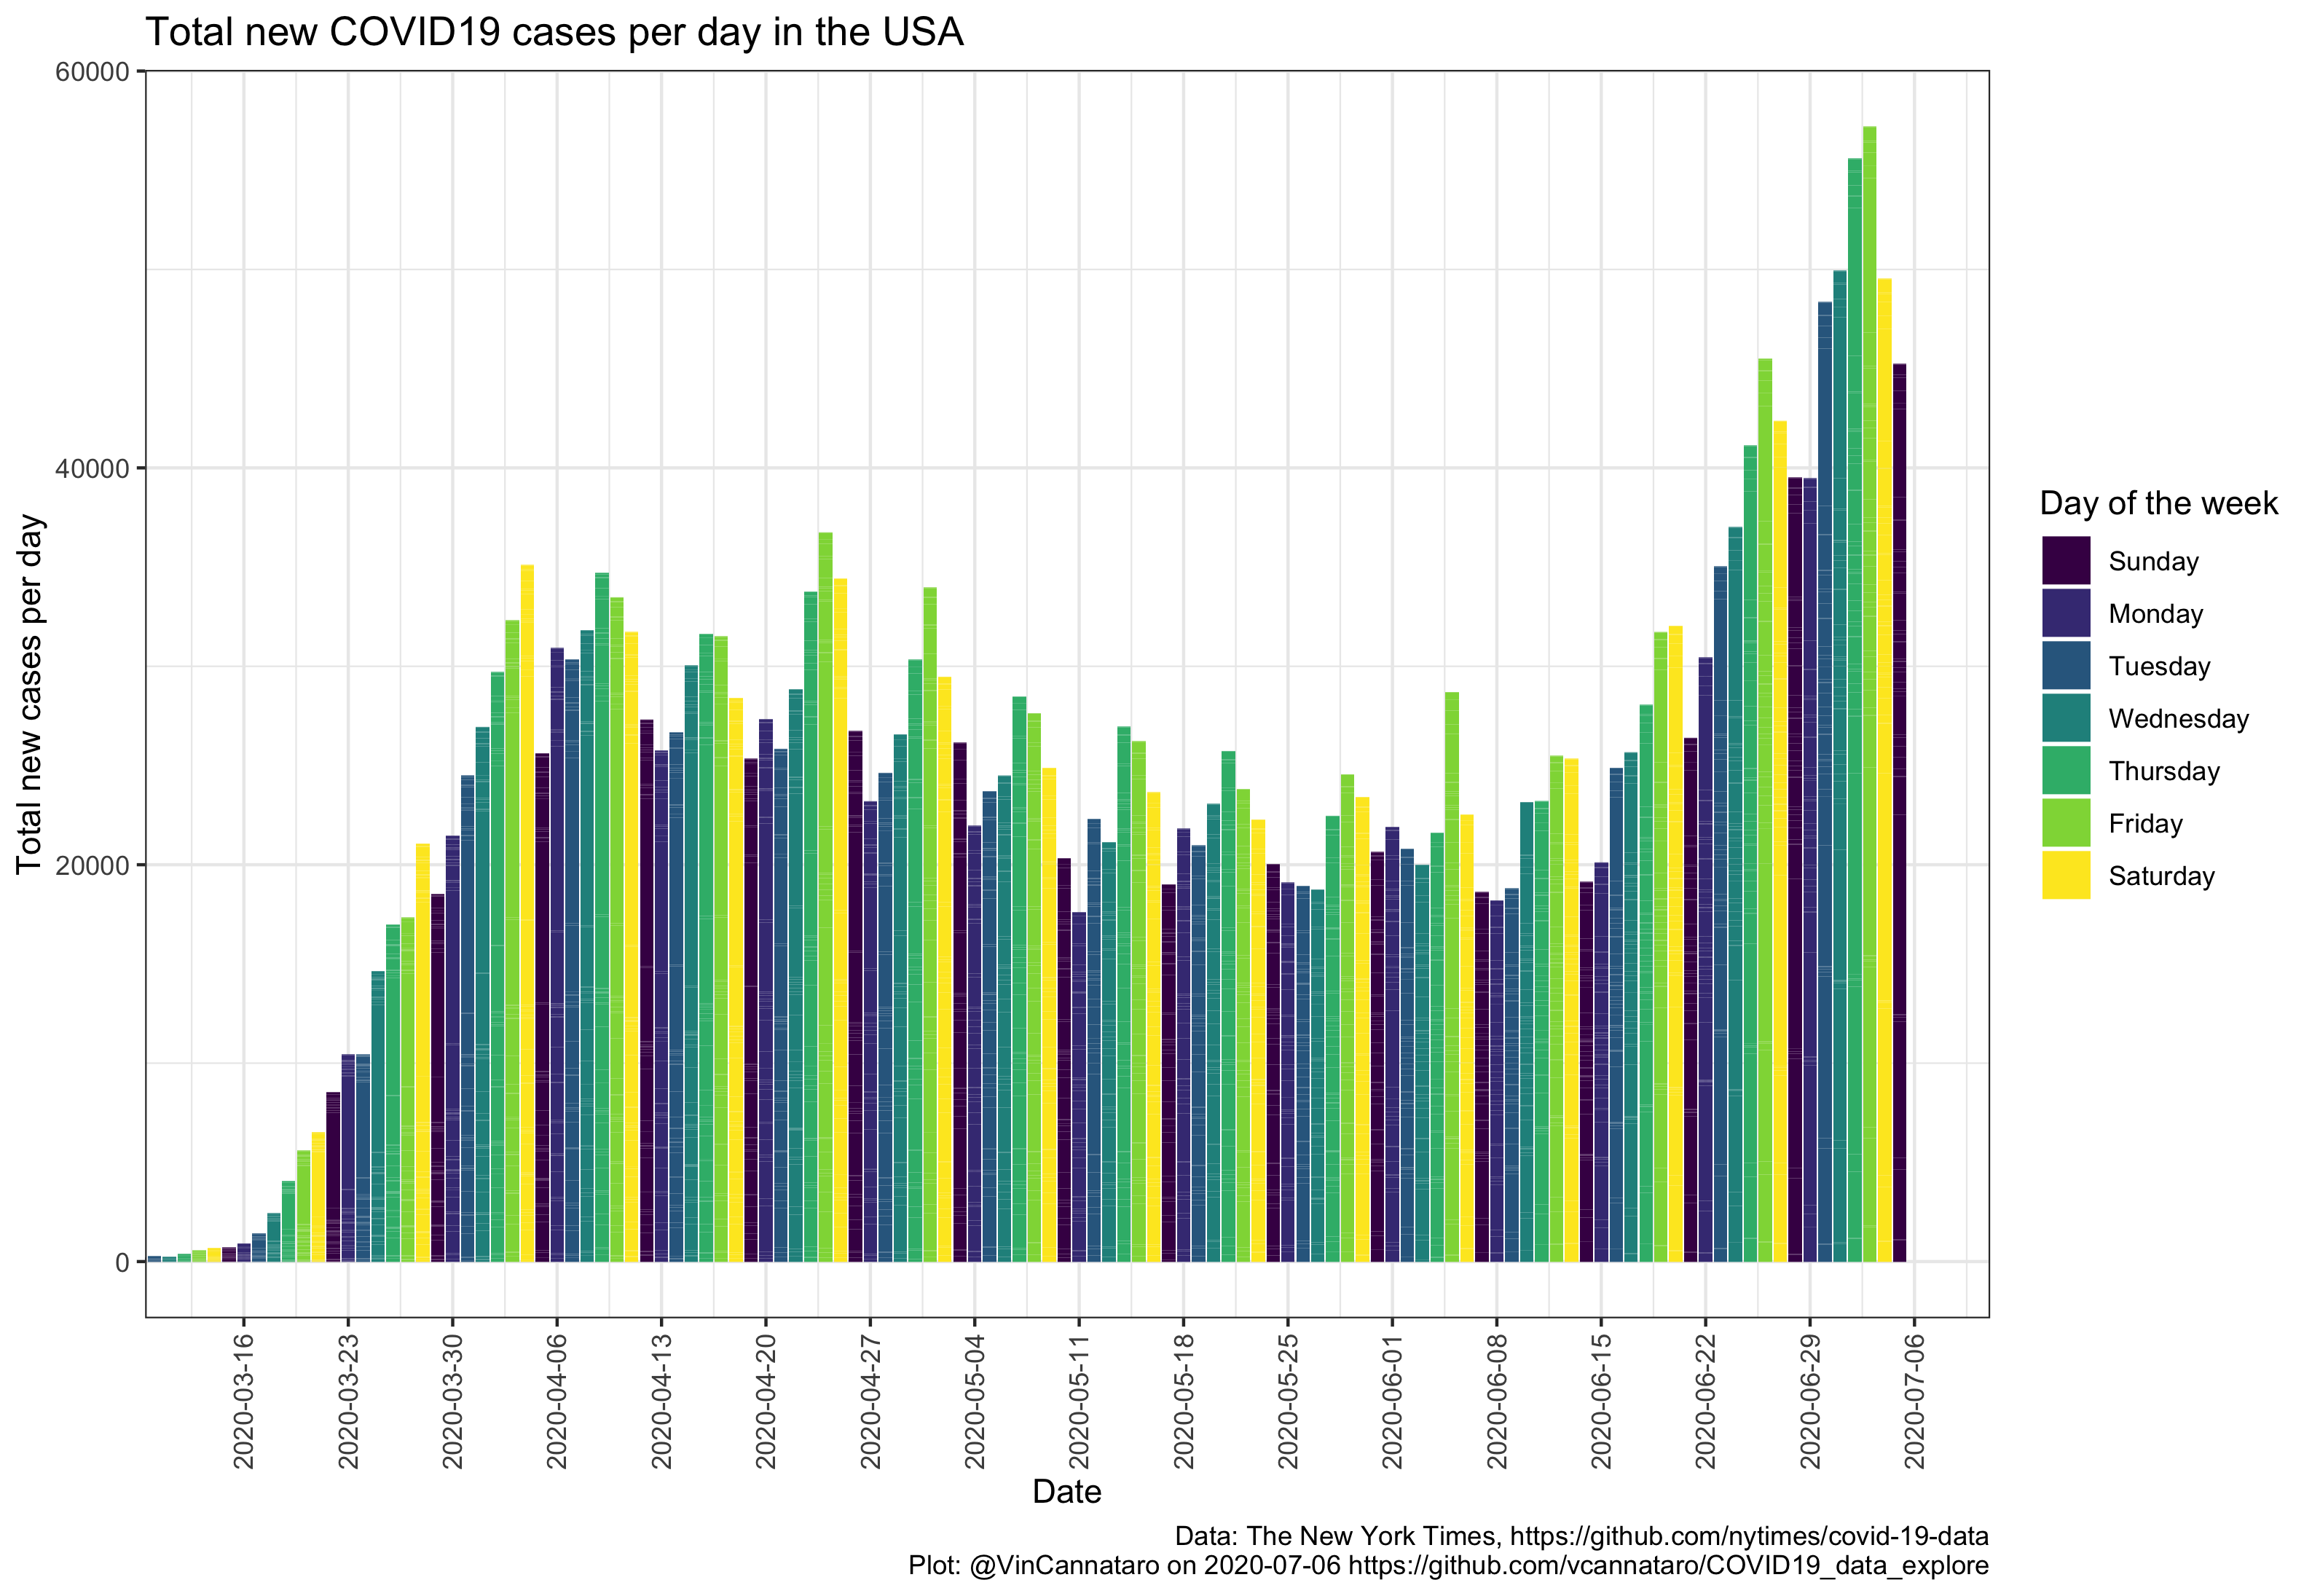 Total new COVID19 cases per day in the USA
60000
40000
20000
0
Total new cases per day
2020-03-16
2020-03-23
2020-03-30
2020-04-06
2020-04-13
2020-04-20
2020-04-27
2020-05-04
2020-05-11
2020-05-18
2020-05-25
2020-06-01
2020-06-08
2020-06-15
2020-06-22
2020-06-29
2020-07-06
Date
Day of the week
Sunday
Monday
Tuesday
Wednesday
Thursday
Friday
Saturday
Data: The New York Times, https://github.com/nytimes/covid-19-data
Plot: @VinCannataro on 2020-07-06 https://github.com/vcannataro/COVID19_data_explore